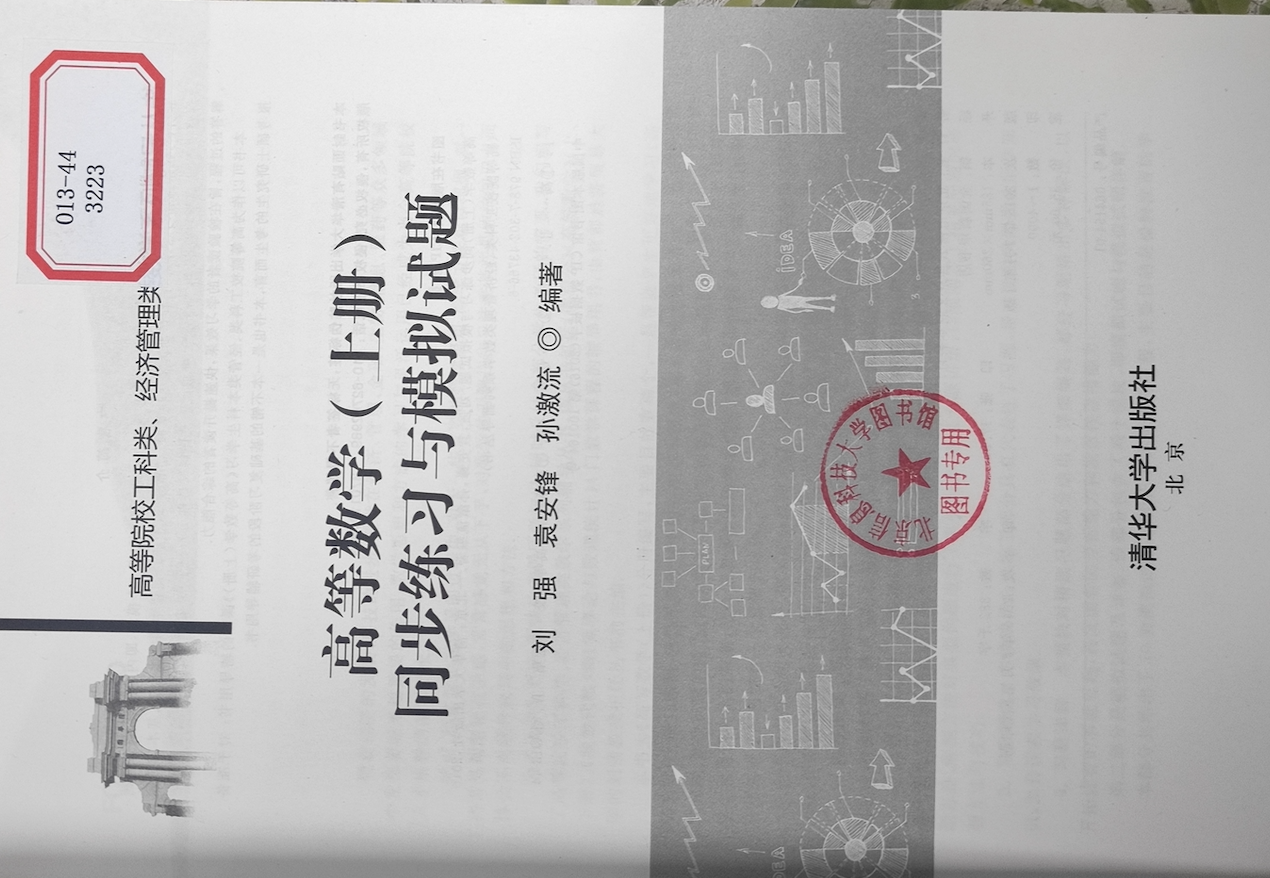 013-44
3223
高等院校工科类、经济管理类
高等数学（上册）
同步练习与模拟试题
刘 强 袁安锋 孙激流 ◎ 编著
IDEA
PLAN
IDEA
北京信息科技大学图书馆
图书专用
清华大学出版社
北京